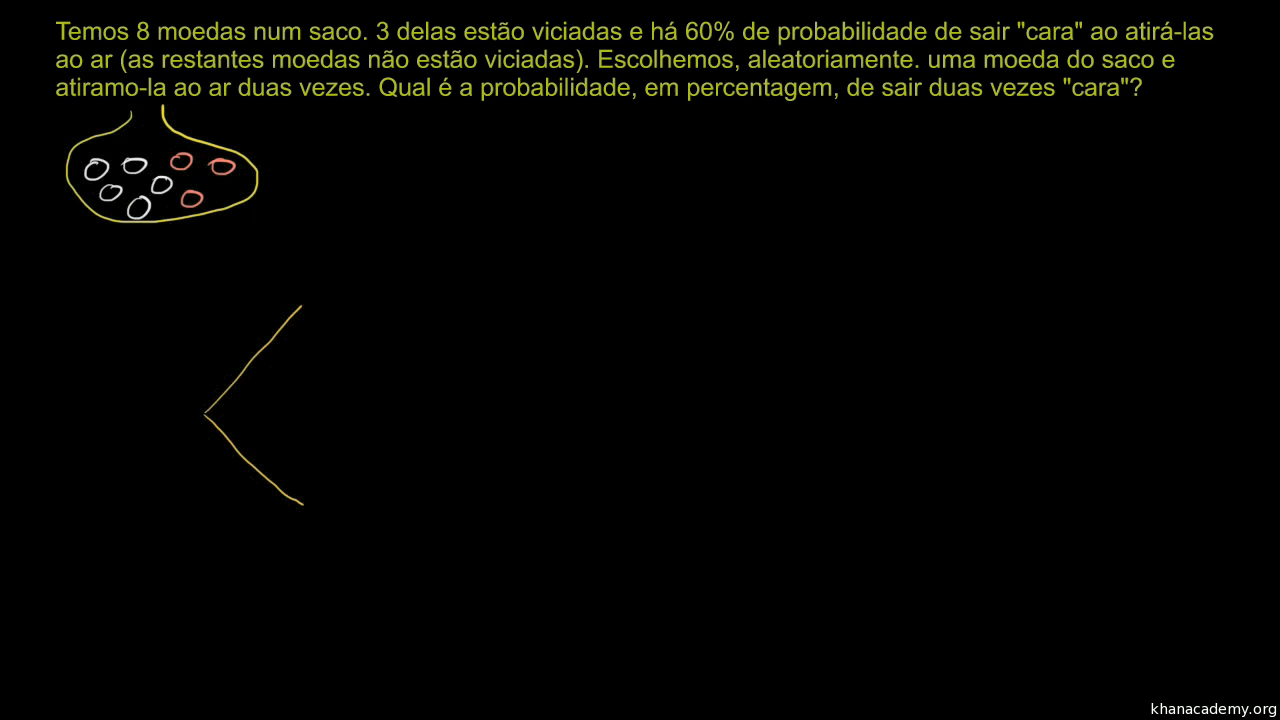 Temos 8 moedas num saco. 3 delas estão viciadas e há 60% de probabilidade de sair "cara" ao atirá-las
ao ar (as restantes moedas não estão viciadas). Escolhemos, aleatoriamente. uma moeda do saco e
atiramo-la ao ar duas vezes. Qual é a probabilidade, em percentagem, de sair duas vezes "cara"?
khanacademy.org